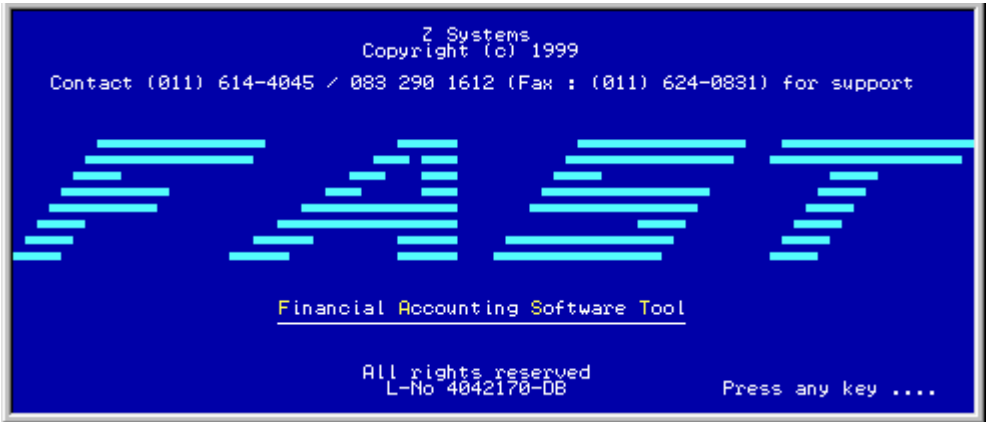 Z Systems
Copyright (c) 1999
Contact (011) 614-4045 / 083 290 1612 (Fax : (011) 624-0831) for support
FAST
Financial Accounting Software Tool
All rights reserved
L-No 4042170-DB
Press any key ....